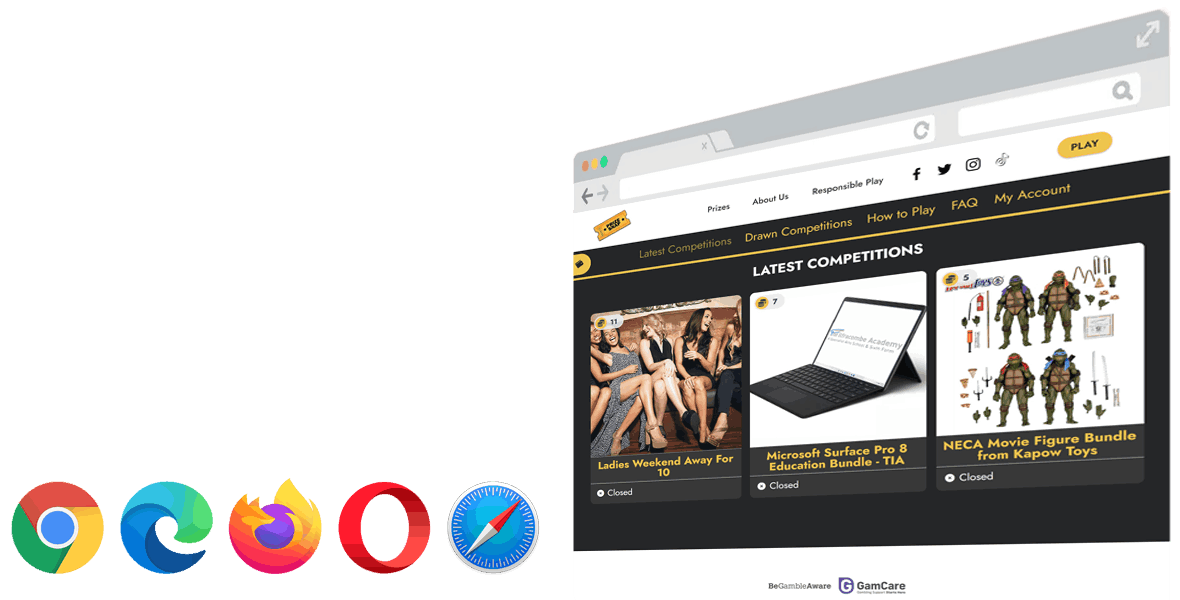 x
PLAY
Prizes
About Us
Responsible Play
Latest Competitions
Drawn Competitions
How to Play
FAQ
My Account
LATEST COMPETITIONS
11
7
5
Ilfracombe Academy
Ladies Weekend Away For
10
Microsoft Surface Pro 8
Education Bundle - TIA
NECA Movie Figure Bundle
from Kapow Toys
Closed
Closed
Closed
BeGambleAware
GamCare